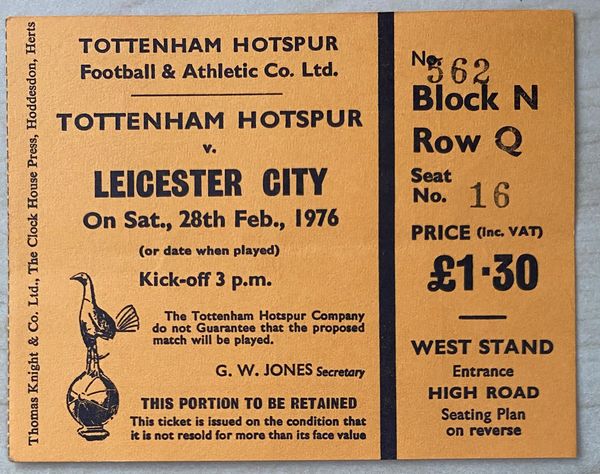 Thomas Knight & Co. Ltd., The Clock House Press, Hoddesdon, Herts
TOTTENHAM HOTSPUR
Football & Athletic Co. Ltd.
TOTTENHAM HOTSPUR
v.
LEICESTER CITY
On Sat., 28th Feb., 1976
(or date when played)
Kick-off 3 p.m.
The Tottenham Hotspur Company
do not Guarantee that the proposed
match will be played.
G. W. JONES Secretary
THIS PORTION TO BE RETAINED
This ticket is issued on the condition that
it is not resold for more than its face value
No. 562
Block N
Row Q
Seat
No. 16
PRICE (Inc. VAT)
£1·30
WEST STAND
Entrance
HIGH ROAD
Seating Plan
on reverse